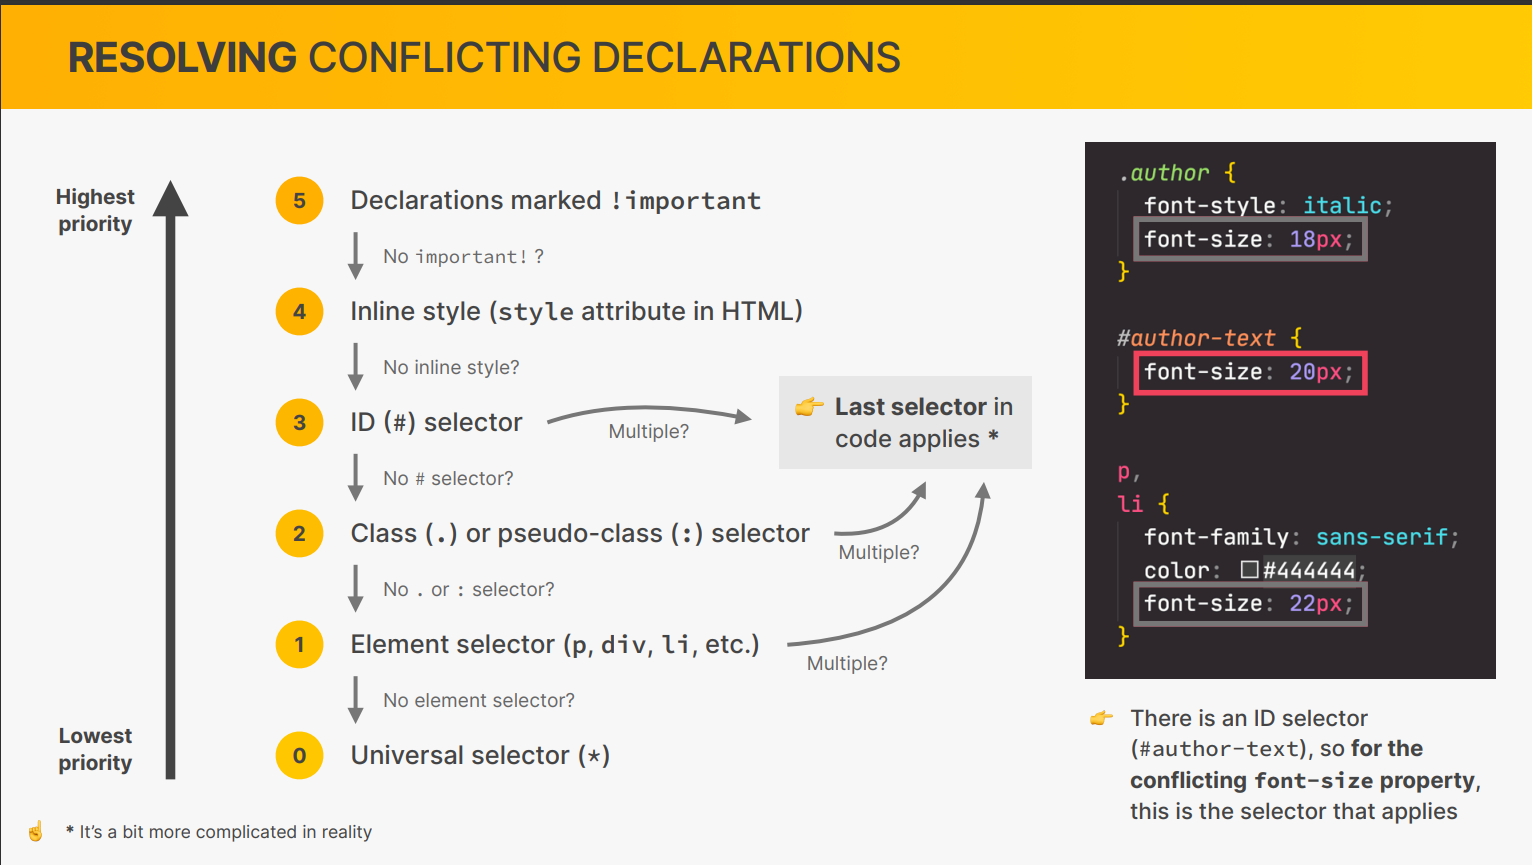 RESOLVING CONFLICTING DECLARATIONS
Highest
priority
5
Declarations marked !important
No important! ?
4
Inline style (style attribute in HTML)
No inline style?
3
ID (#) selector
Multiple?
👉 Last selector in
code applies *
No # selector?
2
Class (.) or pseudo-class (:) selector
Multiple?
No . or : selector?
1
Element selector (p, div, li, etc.)
Multiple?
No element selector?
Lowest
priority
0
Universal selector (*)
☝️ * It’s a bit more complicated in reality
.author {
font-style: italic;
font-size: 18px;
}
#author-text {
font-size: 20px;
}
p,
li {
font-family: sans-serif;
color: #444444;
font-size: 22px;
}
👉 There is an ID selector
(#author-text), so for the
conflicting font-size property,
this is the selector that applies